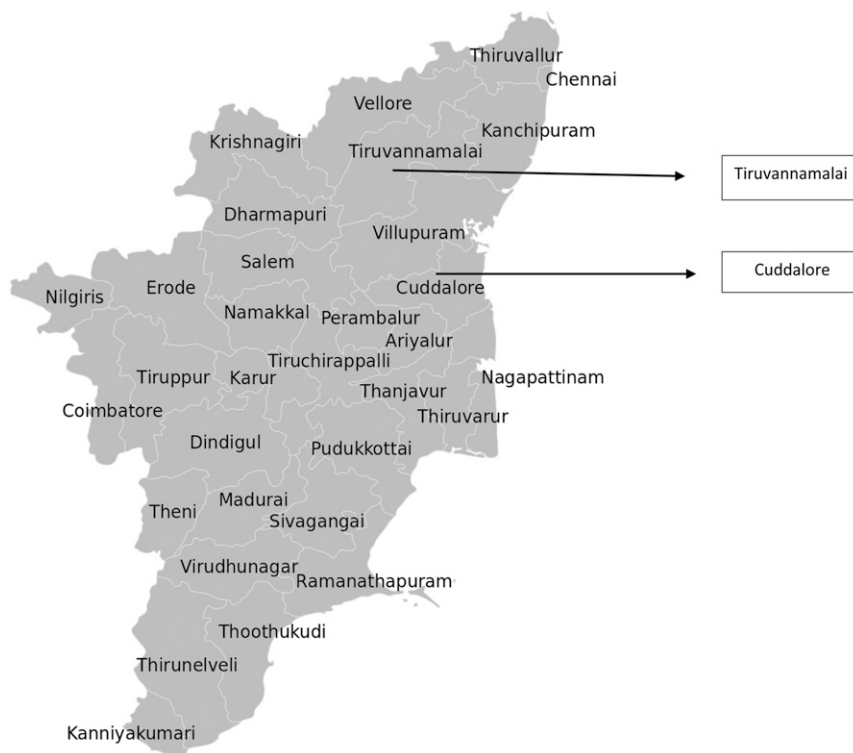 Thiruvallur
Chennai
Vellore
Kanchipuram
Krishnagiri
Tiruvannamalai
Tiruvannamalai
Dharmapuri
Villupuram
Salem
Cuddalore
Nilgiris
Erode
Cuddalore
Namakkal
Perambalur
Ariyalur
Tiruchirappalli
Tiruppur
Karur
Nagapattinam
Thanjavur
Coimbatore
Thiruvarur
Dindigul
Pudukkottai
Madurai
Theni
Sivagangai
Virudhunagar
Ramanathapuram
Thoothukudi
Thirunelveli
Kanniyakumari